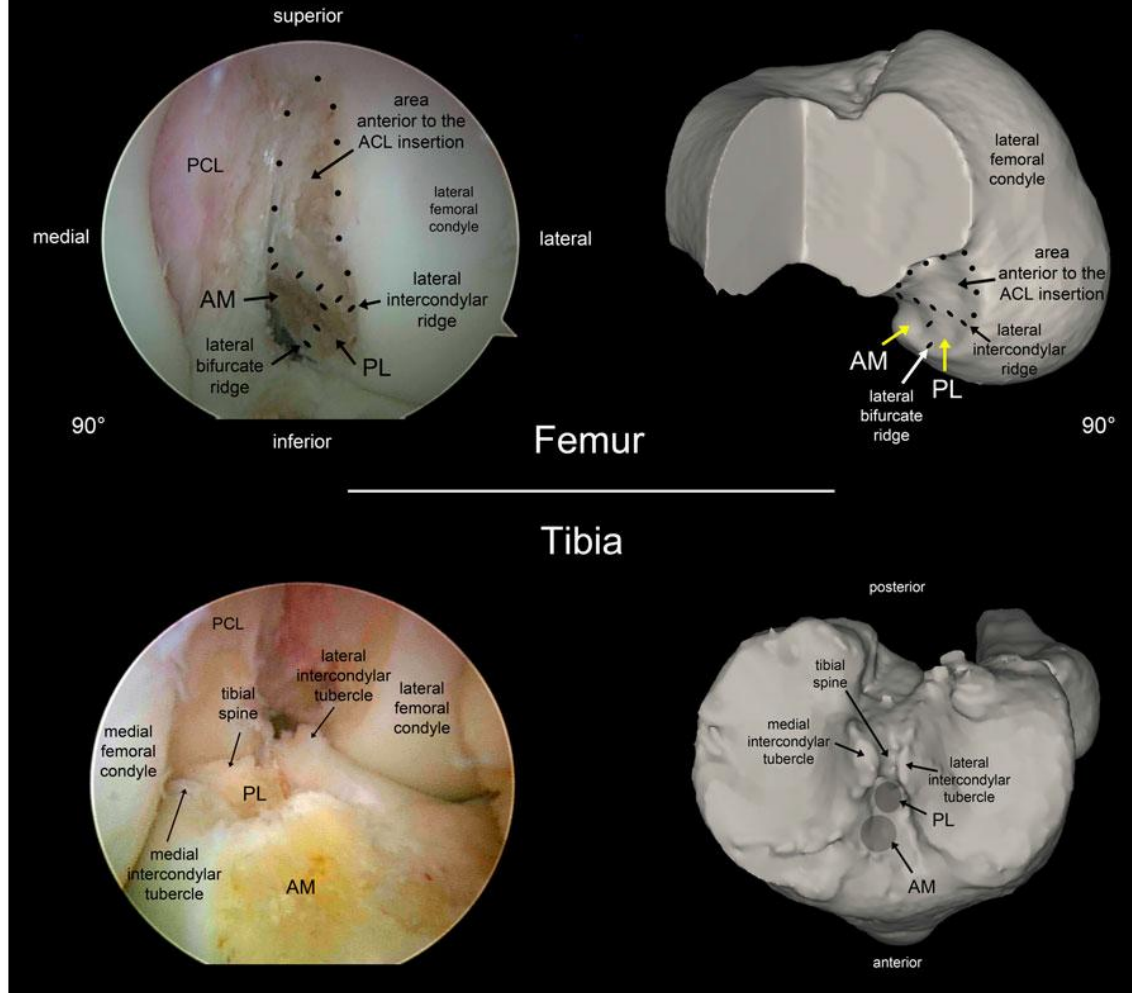 superior
area
anterior to the
ACL insertion
PCL
lateral
femoral
condyle
medial
lateral
AM
lateral
intercondylar
ridge
lateral
bifurcate
ridge
PL
90°
inferior
lateral
femoral
condyle
area
anterior to the
ACL insertion
lateral
intercondylar
ridge
AM
PL
lateral
bifurcate
ridge
90°
Femur
Tibia
PCL
lateral
intercondylar
tubercle
tibial
spine
lateral
femoral
condyle
medial
femoral
condyle
PL
medial
intercondylar
tubercle
AM
posterior
tibial
spine
medial
intercondylar
tubercle
lateral
intercondylar
tubercle
PL
AM
anterior